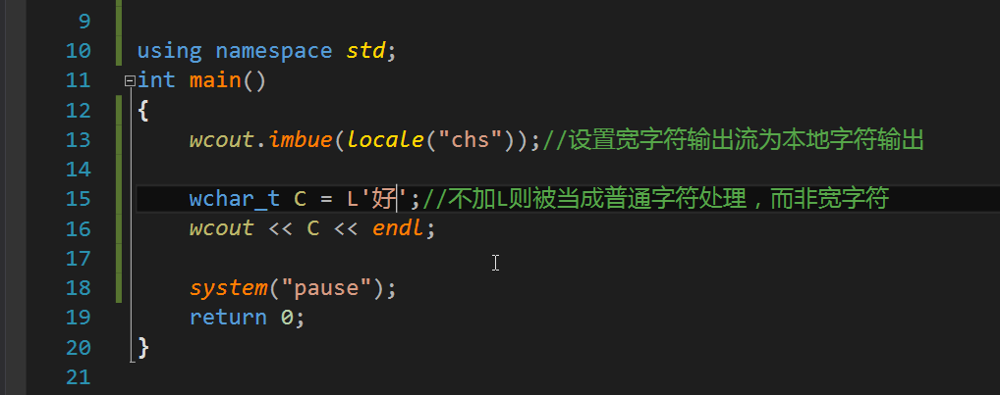 9
10 using namespace std;
11 int main()
12 {
13 wcout.imbue(locale("chs"));//设置宽字符输出流为本地字符输出
14
15 wchar_t C = L'好';//不加L则被当成普通字符处理，而非宽字符
16 wcout << C << endl;
17
18 system("pause");
19 return 0;
20 }
21